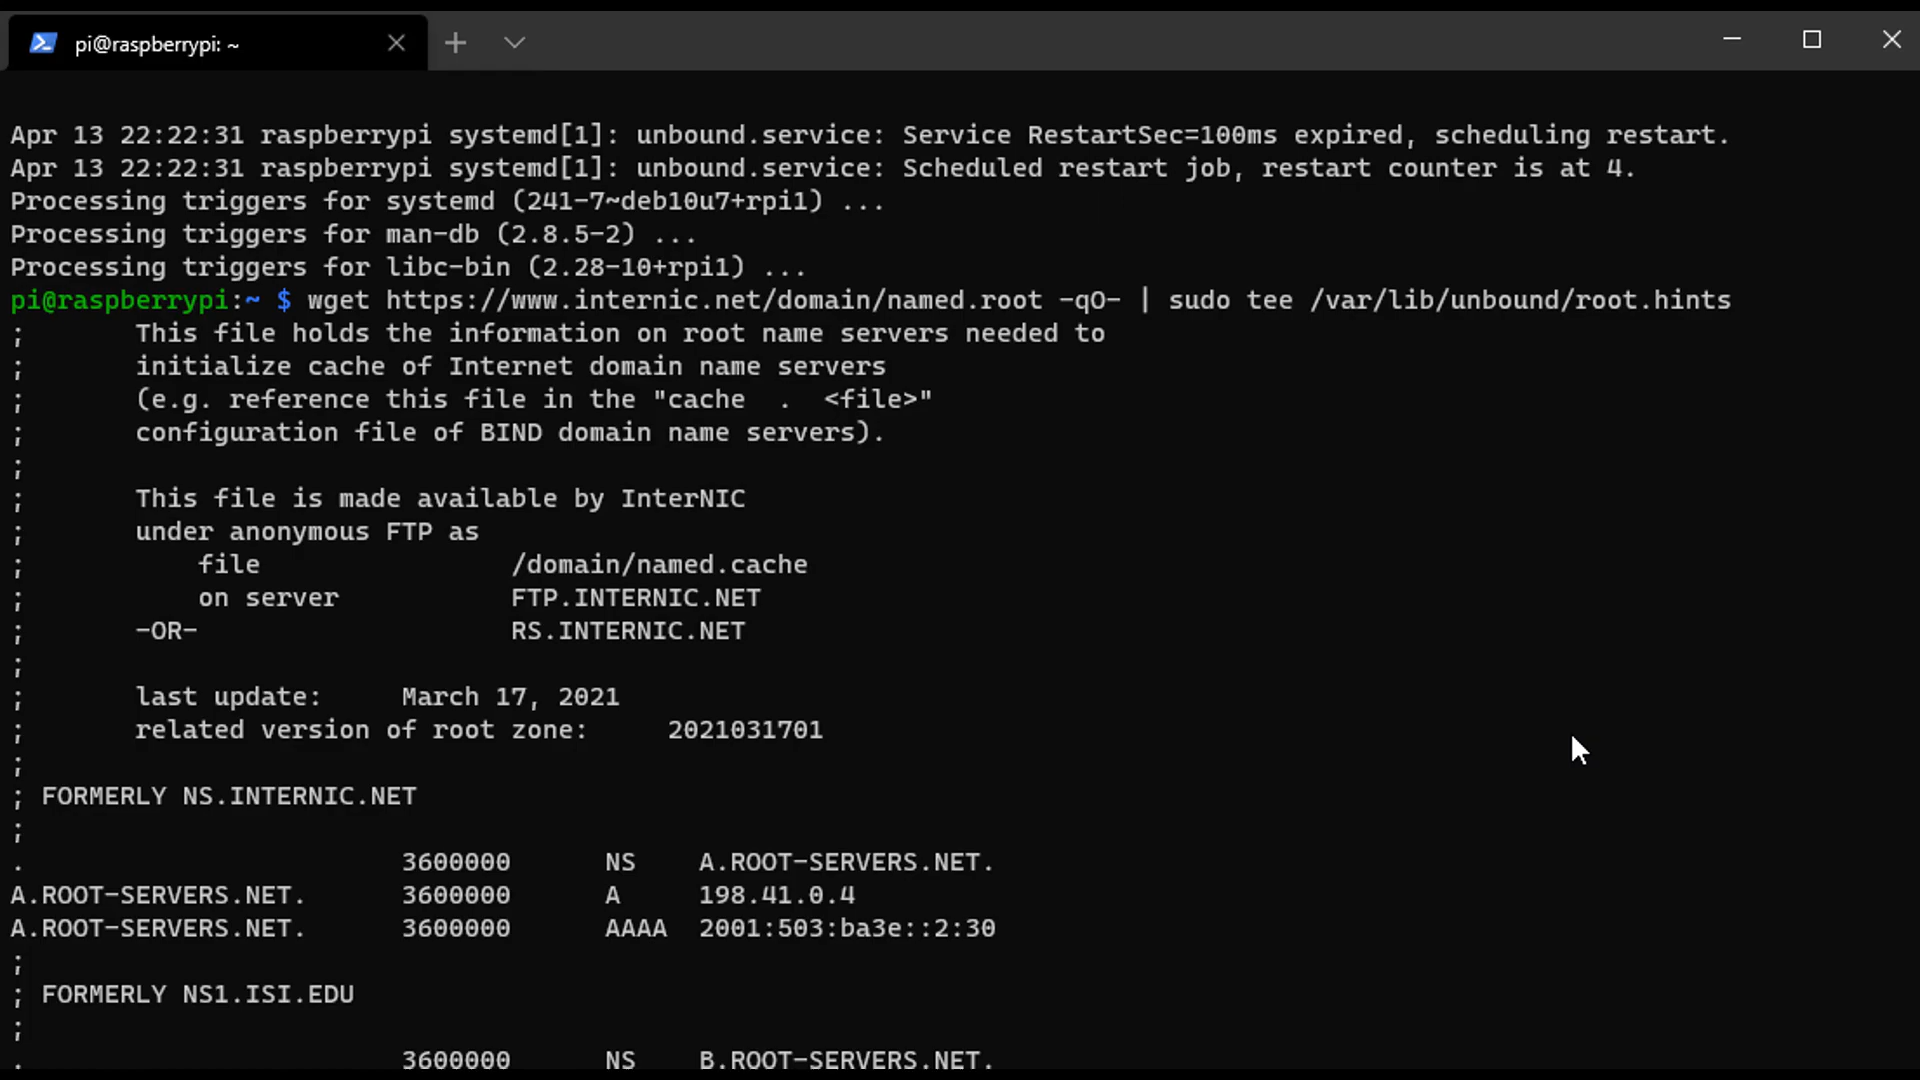 pi@raspberrypi: ~
Apr 13 22:22:31 raspberrypi systemd[1]: unbound.service: Service RestartSec=100ms expired, scheduling restart.
Apr 13 22:22:31 raspberrypi systemd[1]: unbound.service: Scheduled restart job, restart counter is at 4.
Processing triggers for systemd (241-7~deb10u7+rpi1) ...
Processing triggers for man-db (2.8.5-2) ...
Processing triggers for libc-bin (2.28-10+rpi1) ...
pi@raspberrypi:~ $ wget https://www.internic.net/domain/named.root -qO- | sudo tee /var/lib/unbound/root.hints
;       This file holds the information on root name servers needed to
;       initialize cache of Internet domain name servers
;       (e.g. reference this file in the "cache  .  <file>"
;       configuration file of BIND domain name servers).
;
;       This file is made available by InterNIC
;       under anonymous FTP as
;           file                /domain/named.cache
;           on server           FTP.INTERNIC.NET
;       -OR-                    RS.INTERNIC.NET
;
;       last update:     March 17, 2021
;       related version of root zone:     2021031701
;
; FORMERLY NS.INTERNIC.NET
;
.                        3600000      NS    A.ROOT-SERVERS.NET.
A.ROOT-SERVERS.NET.      3600000      A     198.41.0.4
A.ROOT-SERVERS.NET.      3600000      AAAA  2001:503:ba3e::2:30
;
; FORMERLY NS1.ISI.EDU
;
.                        3600000      NS    B.ROOT-SERVERS.NET.